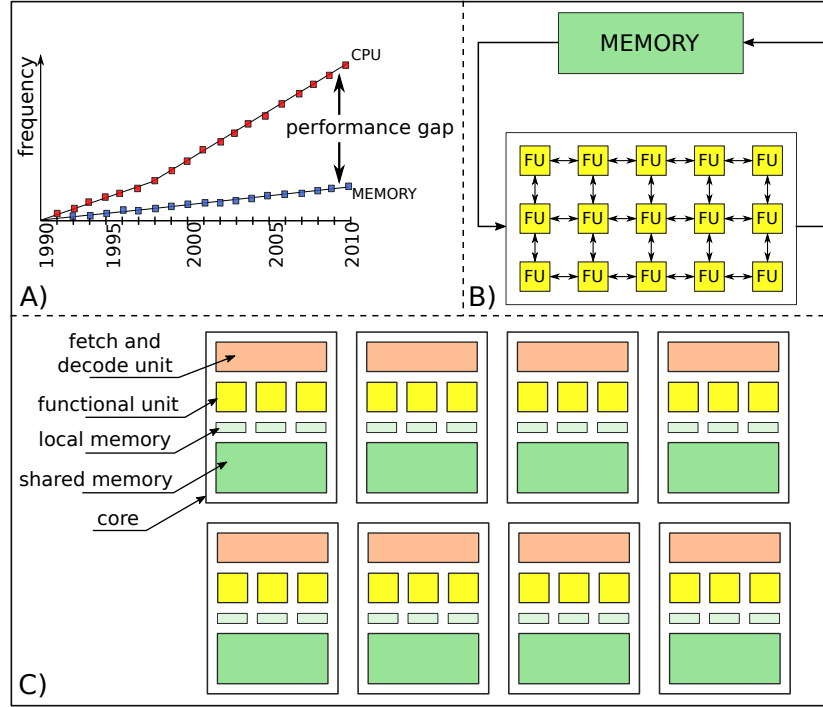 frequency
CPU
performance gap
MEMORY
1990
1995
2000
2005
2010
A)
MEMORY
FU FU FU FU FU
FU FU FU FU FU
FU FU FU FU FU
B)
fetch and
decode unit
functional unit
local memory
shared memory
core
C)